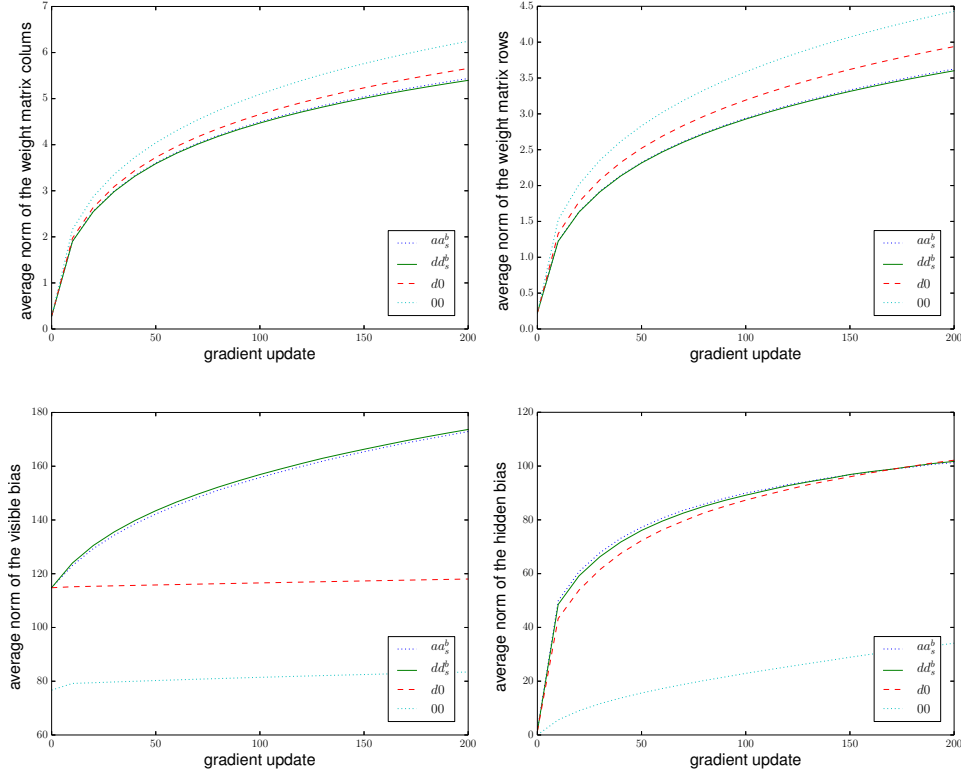 7
6
5
4
3
2
1
0
0
50
100
150
200
average norm of the weight matrix colums
gradient update
aa_s^b
dd_s^b
d0
00
4.5
4.0
3.5
3.0
2.5
2.0
1.5
1.0
0.5
0.0
0
50
100
150
200
average norm of the weight matrix rows
gradient update
aa_s^b
dd_s^b
d0
00
180
160
140
120
100
80
60
0
50
100
150
200
average norm of the visible bias
gradient update
aa_s^b
dd_s^b
d0
00
120
100
80
60
40
20
0
0
50
100
150
200
average norm of the hidden bias
gradient update
aa_s^b
dd_s^b
d0
00